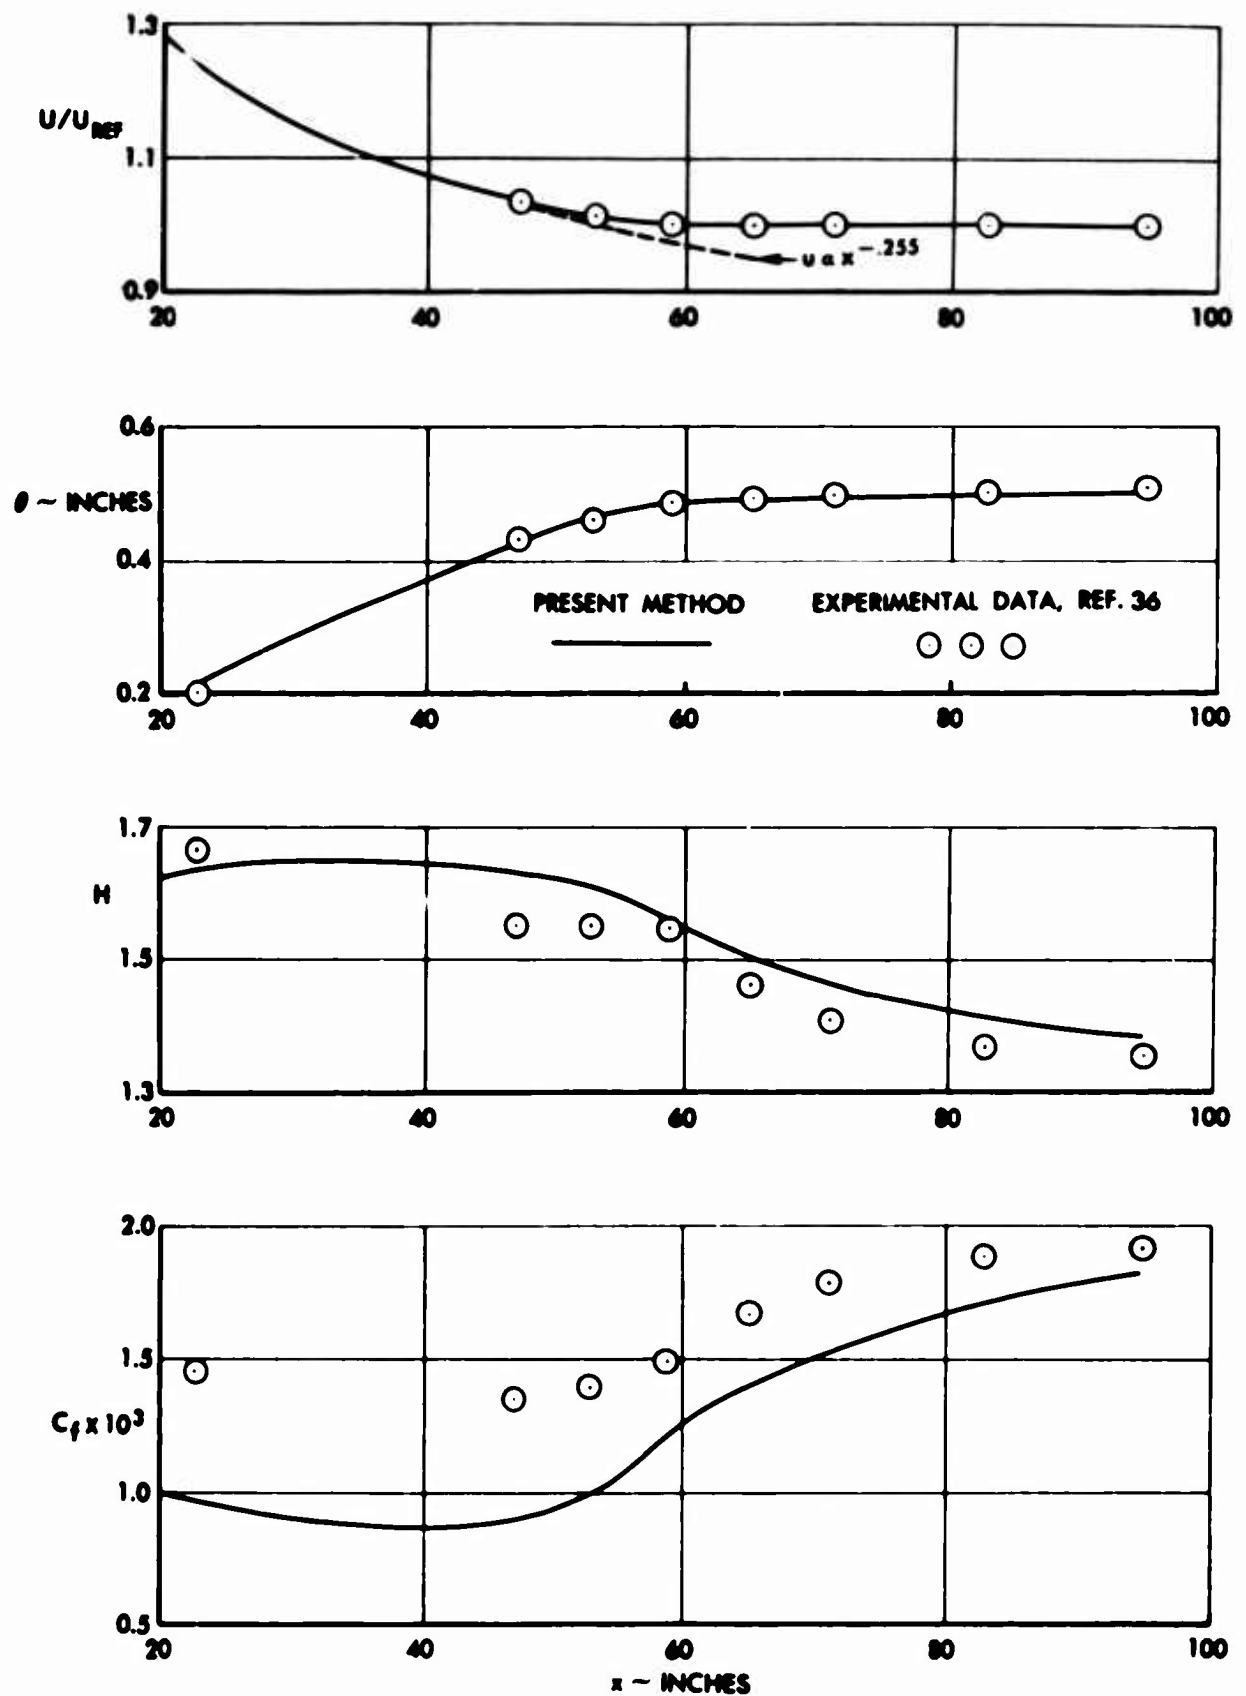 1.3
U/U_REF
1.1
u α x^-.255
0.9
20 40 60 80 100
0.6
θ ~ INCHES
0.4
PRESENT METHOD EXPERIMENTAL DATA, REF. 36
0.2
20 40 60 80 100
1.7
H
1.5
1.3
20 40 60 80 100
2.0
1.5
C_f x 10^3
1.0
0.5
20 40 60 80 100
x ~ INCHES